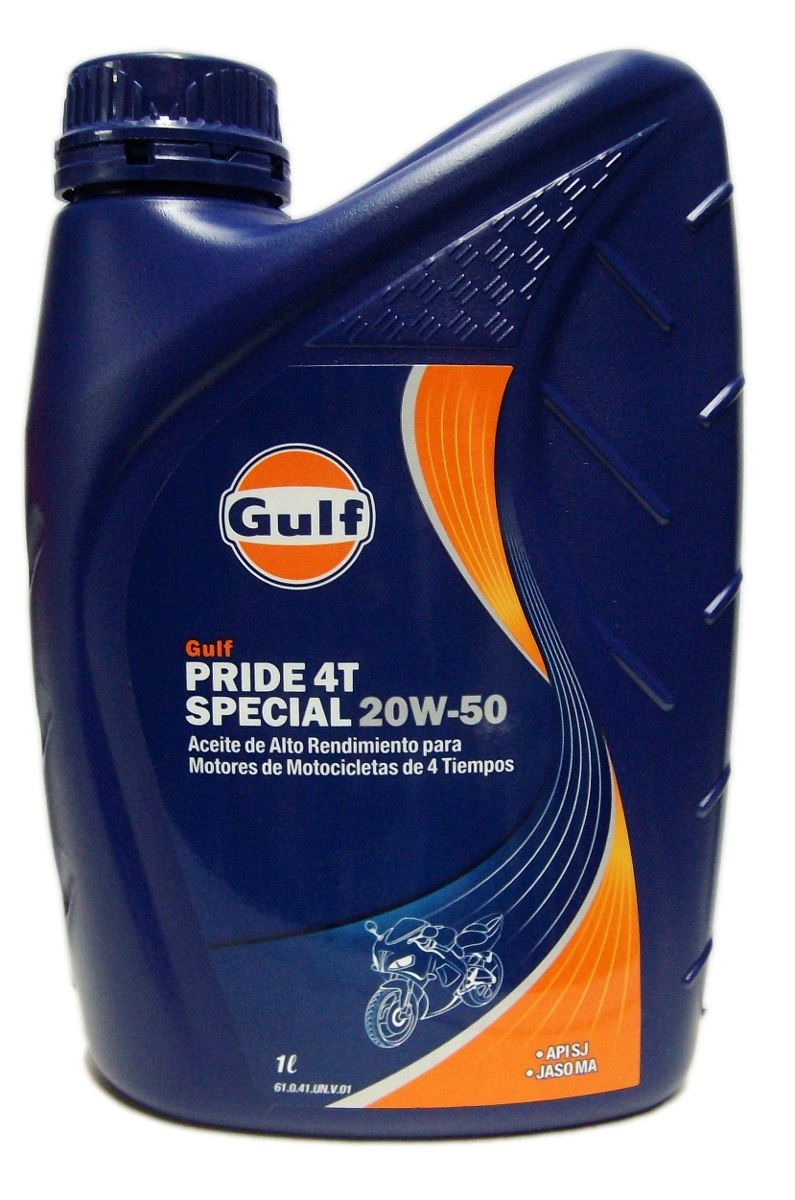 Gulf
Gulf
PRIDE 4T
SPECIAL 20W-50
Aceite de Alto Rendimiento para
Motores de Motocicletas de 4 Tiempos
1ℓ
61.0.41.UN.V.01
• API SJ
• JASO MA